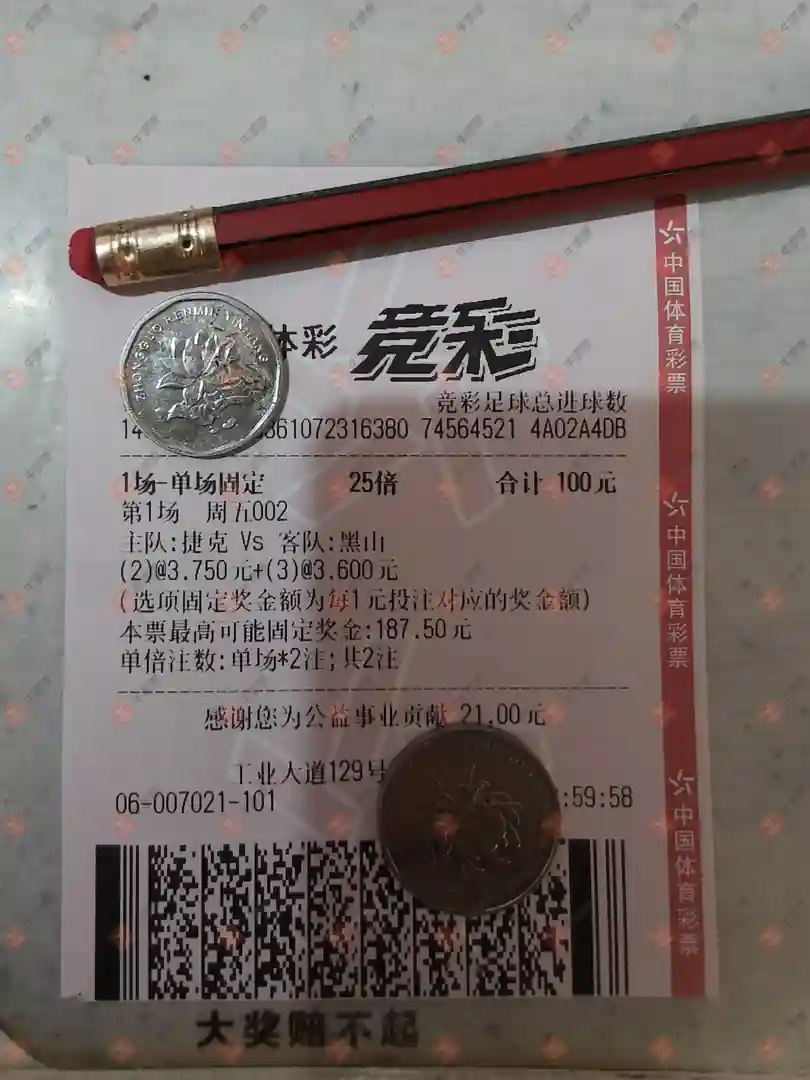 ZHONGGUO RENMIN YINHANG
体彩 竞彩
竞彩足球总进球数
14 361072316380 74564521 4A02A4DB
1场-单场固定 25倍 合计 100元
第1场 周五002
主队:捷克 Vs 客队:黑山
(2)@3.750元+(3)@3.600元
(选项固定奖金额为每1元投注对应的奖金额)
本票最高可能固定奖金:187.50元
单倍注数:单场*2注;共2注
感谢您为公益事业贡献 21.00元
工业大道129号
06-007021-101 :59:58
中国体育彩票
中国体育彩票
中国体育彩票
大奖赔不起